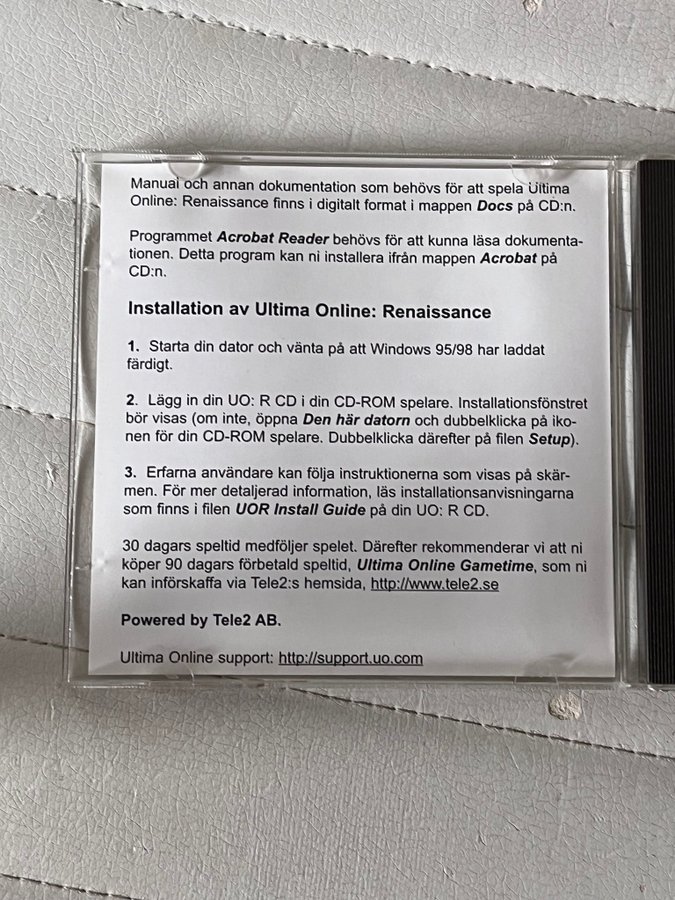 Manual och annan dokumentation som behövs för att spela Ultima
Online: Renaissance finns i digitalt format i mappen Docs på CD:n.
Programmet Acrobat Reader behövs för att kunna läsa dokumenta-
tionen. Detta program kan ni installera ifrån mappen Acrobat på
CD:n.
Installation av Ultima Online: Renaissance
1. Starta din dator och vänta på att Windows 95/98 har laddat
färdigt.
2. Lägg in din UO: R CD i din CD-ROM spelare. Installationsfönstret
bör visas (om inte, öppna Den här datorn och dubbelklicka på iko-
nen för din CD-ROM spelare. Dubbelklicka därefter på filen Setup).
3. Erfarna användare kan följa instruktionerna som visas på skär-
men. För mer detaljerad information, läs installationsanvisningarna
som finns i filen UOR Install Guide på din UO: R CD.
30 dagars speltid medföljer spelet. Därefter rekommenderar vi att ni
köper 90 dagars förbetald speltid, Ultima Online Gametime, som ni
kan införskaffa via Tele2:s hemsida, http://www.tele2.se
Powered by Tele2 AB.
Ultima Online support: http://support.uo.com